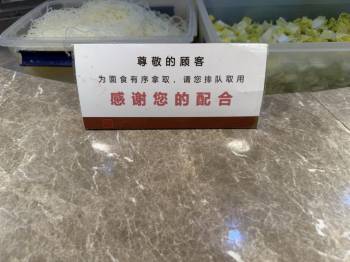 尊敬的顾客
为面食有序拿取，请您排队取用
感谢您的配合